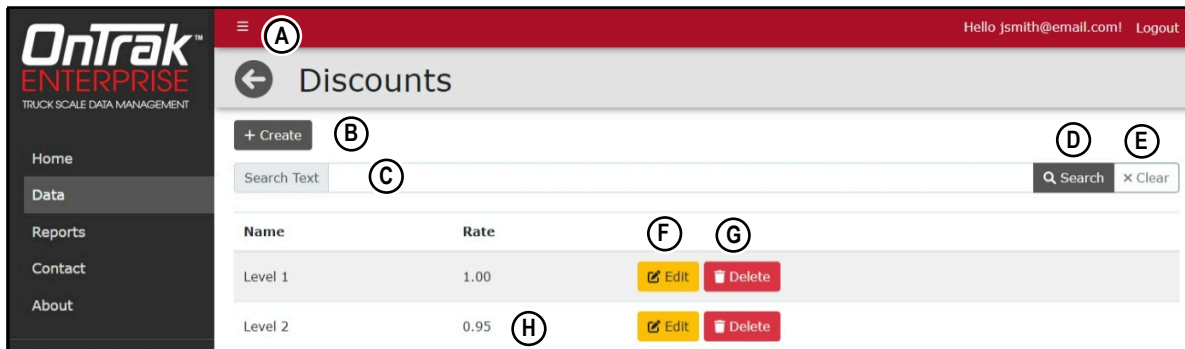 OnTrak™
ENTERPRISE
TRUCK SCALE DATA MANAGEMENT
Home
Data
Reports
Contact
About
A
Hello jsmith@email.com! Logout
Discounts
+ Create B
D E
Search Text C Search × Clear
Name Rate F G
Level 1 1.00 Edit Delete
Level 2 0.95 H Edit Delete